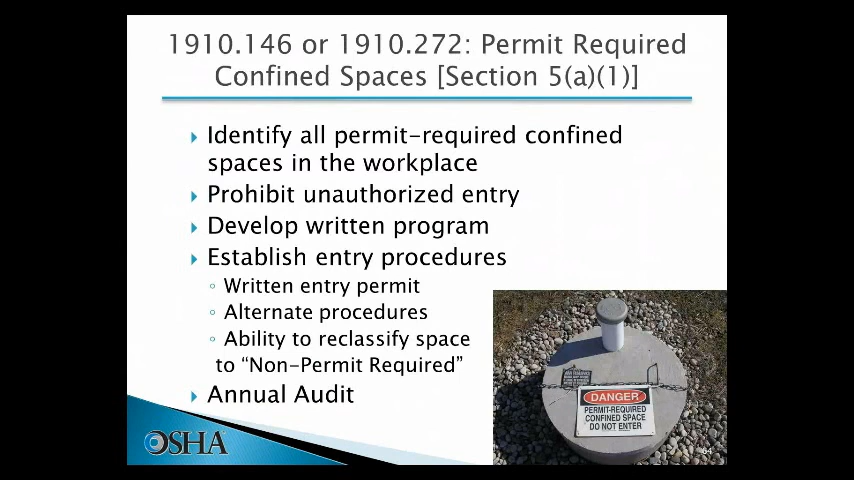 1910.146 or 1910.272: Permit Required
Confined Spaces [Section 5(a)(1)]
Identify all permit-required confined
spaces in the workplace
Prohibit unauthorized entry
Develop written program
Establish entry procedures
Written entry permit
Alternate procedures
Ability to reclassify space
to “Non-Permit Required”
Annual Audit
DANGER
PERMIT-REQUIRED
CONFINED SPACE
DO NOT ENTER
OSHA